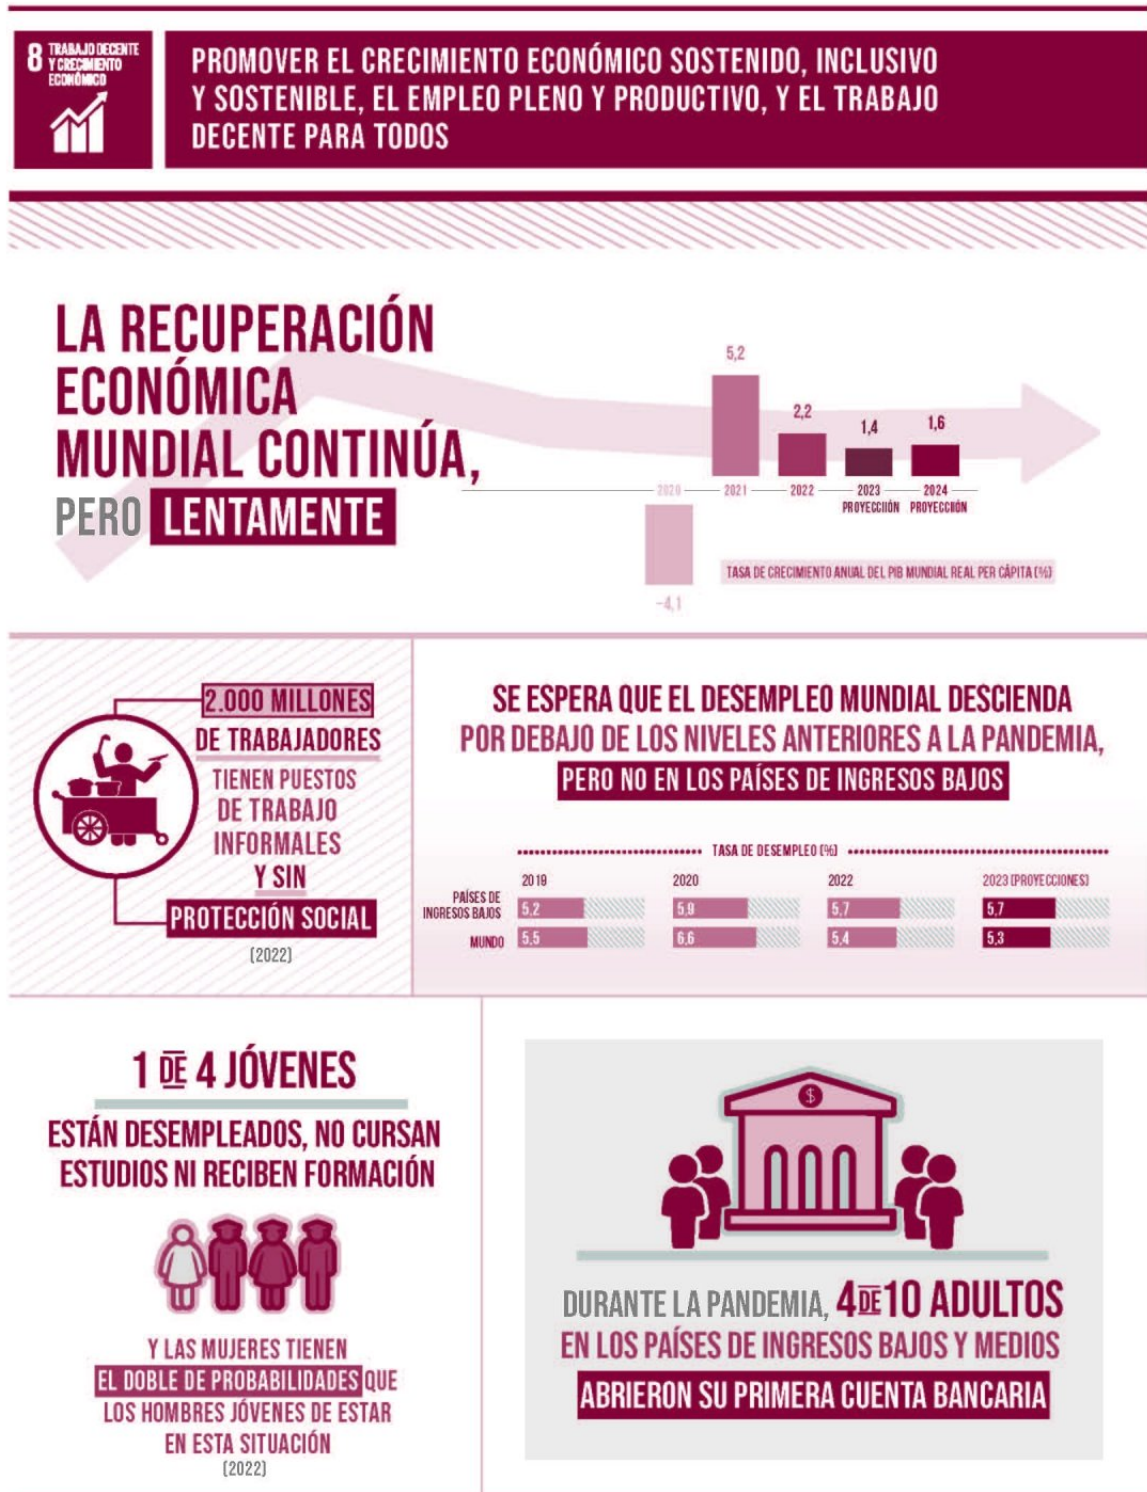 8 TRABAJO DECENTE
Y CRECIMIENTO
ECONÓMICO
PROMOVER EL CRECIMIENTO ECONÓMICO SOSTENIDO, INCLUSIVO
Y SOSTENIBLE, EL EMPLEO PLENO Y PRODUCTIVO, Y EL TRABAJO
DECENTE PARA TODOS
LA RECUPERACIÓN
ECONÓMICA
MUNDIAL CONTINÚA,
PERO LENTAMENTE
5,2
2,2
1,4
1,6
2020 2021 2022 2023 2024
PROYECCIIÓN PROYECCIIÓN
-4,1
TASA DE CRECIMIENTO ANUAL DEL PIB MUNDIAL REAL PER CÁPITA (%)
2.000 MILLONES
DE TRABAJADORES
TIENEN PUESTOS
DE TRABAJO
INFORMALES
Y SIN
PROTECCIÓN SOCIAL
(2022)
SE ESPERA QUE EL DESEMPLEO MUNDIAL DESCIENDA
POR DEBAJO DE LOS NIVELES ANTERIORES A LA PANDEMIA,
PERO NO EN LOS PAÍSES DE INGRESOS BAJOS
TASA DE DESEMPLEO (%)
2019 2020 2022 2023 (PROYECCIONES)
PAÍSES DE
INGRESOS BAJOS 5,2 5,9 5,7 5,7
MUNDO 5,5 6,6 5,4 5,3
1 DE 4 JÓVENES
ESTÁN DESEMPLEADOS, NO CURSAN
ESTUDIOS NI RECIBEN FORMACIÓN
Y LAS MUJERES TIENEN
EL DOBLE DE PROBABILIDADES QUE
LOS HOMBRES JÓVENES DE ESTAR
EN ESTA SITUACIÓN
(2022)
$
DURANTE LA PANDEMIA, 4 DE 10 ADULTOS
EN LOS PAÍSES DE INGRESOS BAJOS Y MEDIOS
ABRIERON SU PRIMERA CUENTA BANCARIA